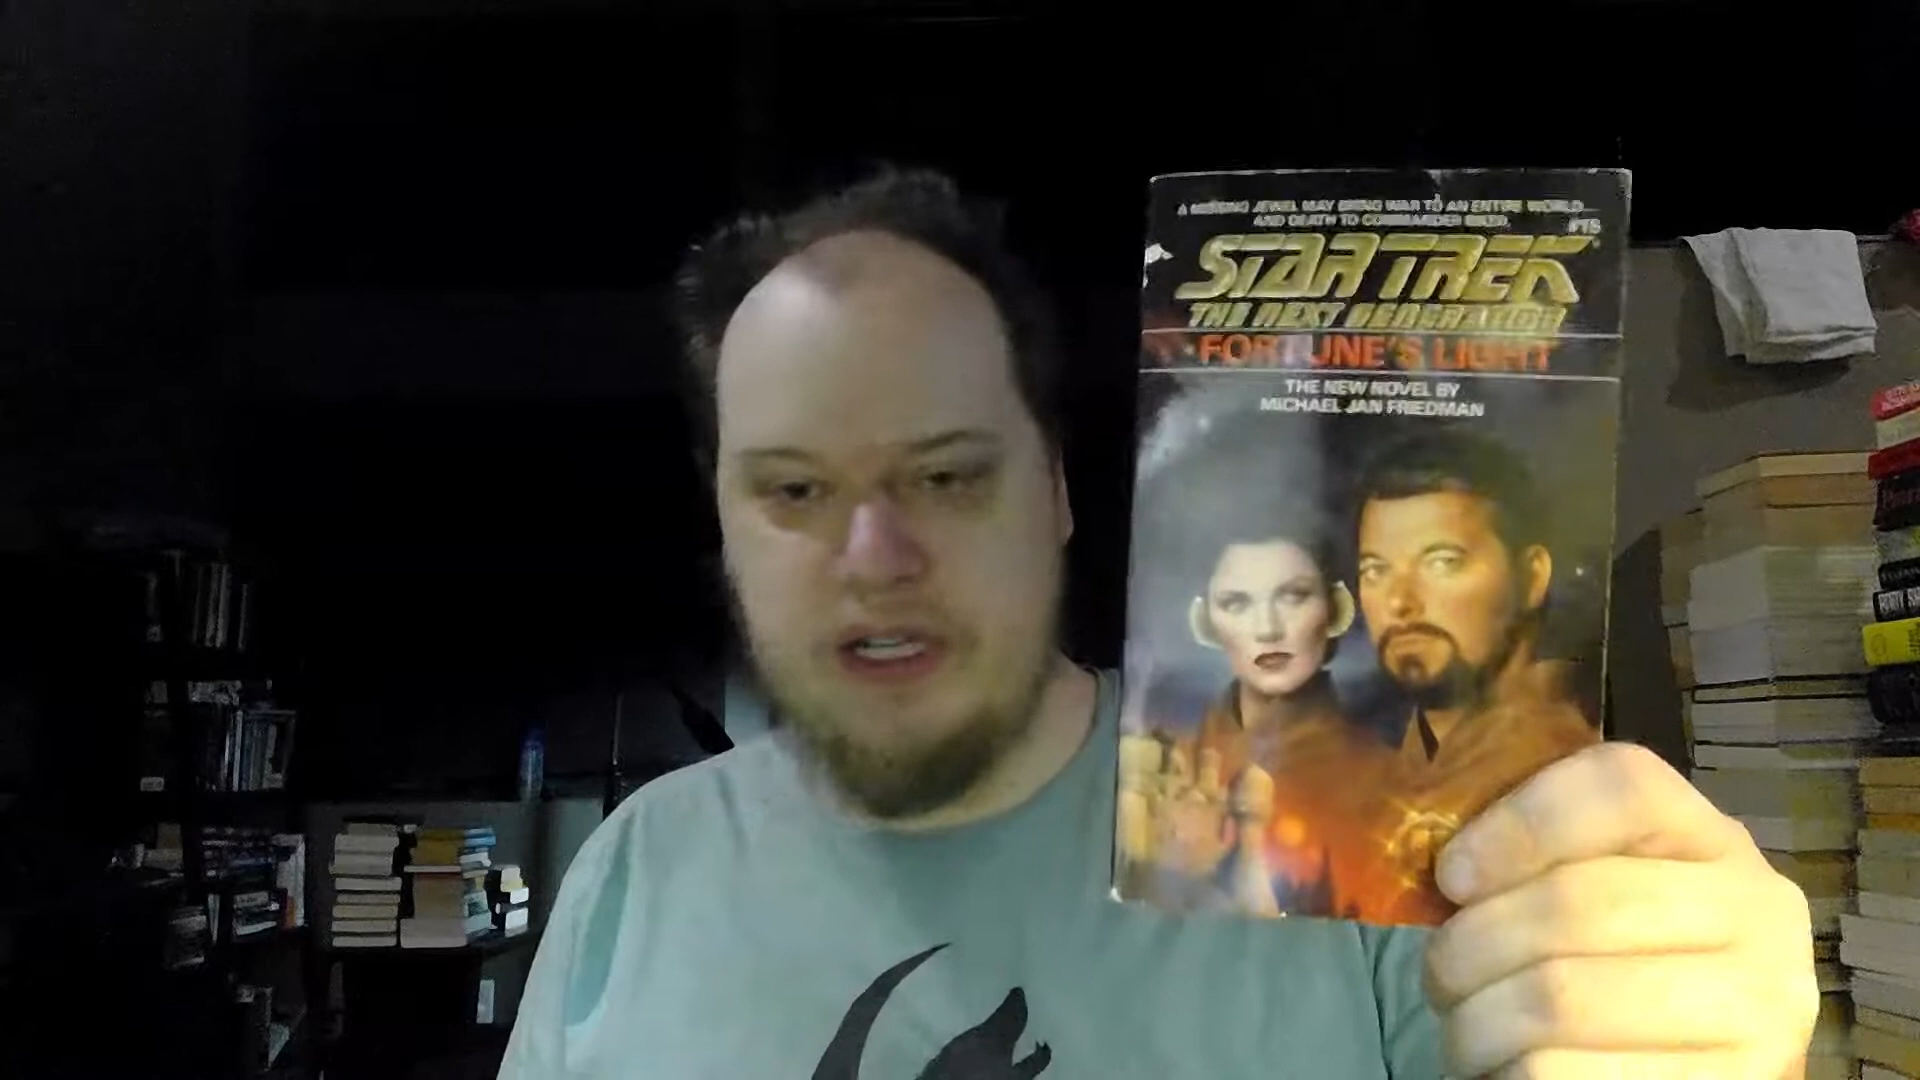 A MISSING JEWEL MAY BRING WAR TO AN ENTIRE WORLD...
AND DEATH TO COMMANDER RIKER.
#15
STAR TREK
THE NEXT GENERATION
FORTUNE'S LIGHT
THE NEW NOVEL BY
MICHAEL JAN FRIEDMAN